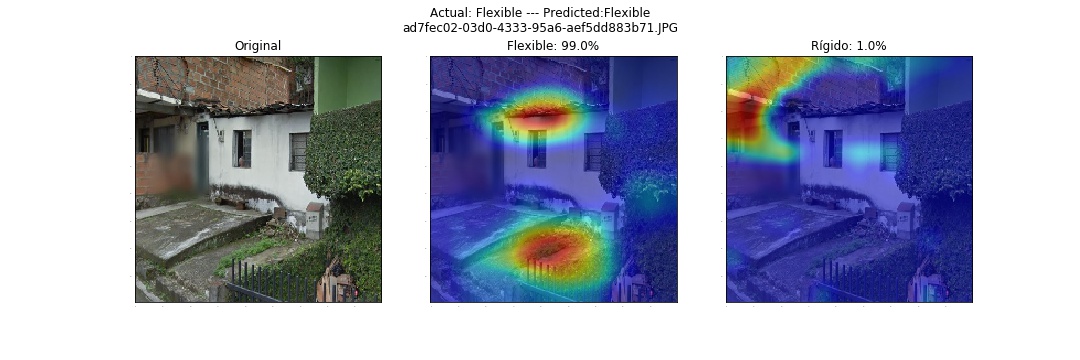 Actual: Flexible --- Predicted:Flexible
ad7fec02-03d0-4333-95a6-aef5dd883b71.JPG
Original
Flexible: 99.0%
Rígido: 1.0%